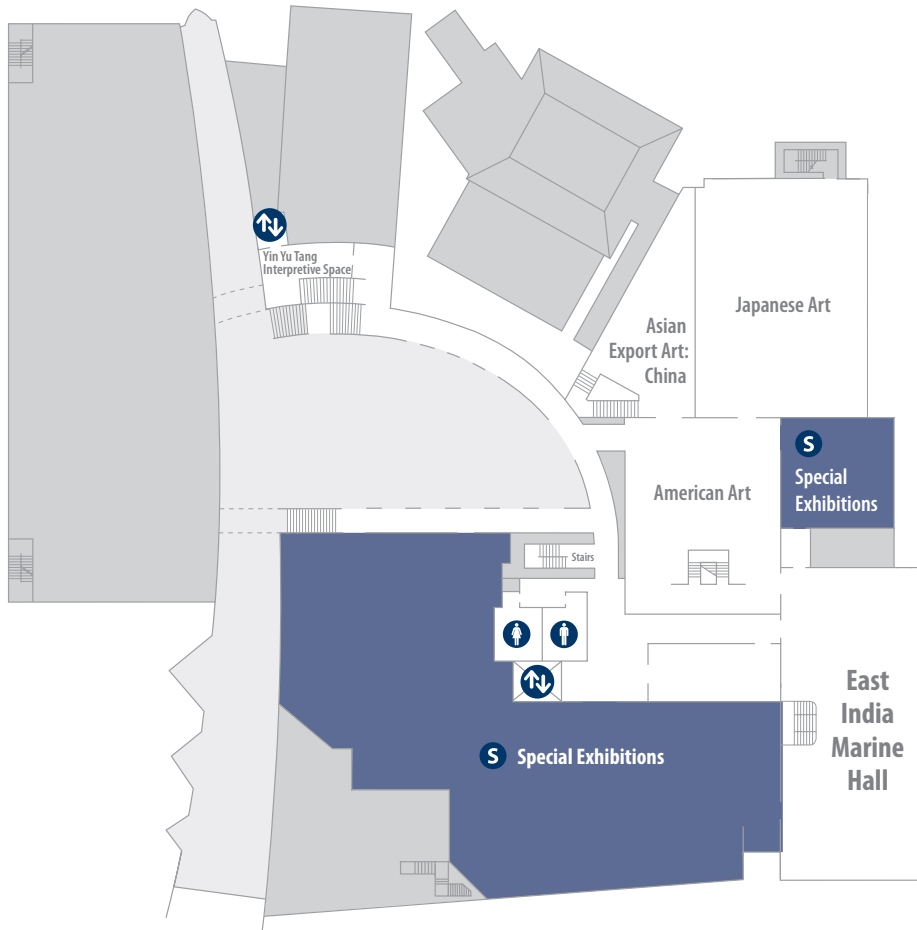 Yin Yu Tang
Interpretive Space
Japanese Art
Asian
Export Art:
China
S
Special
Exhibitions
American Art
Stairs
East
India
Marine
Hall
S Special Exhibitions